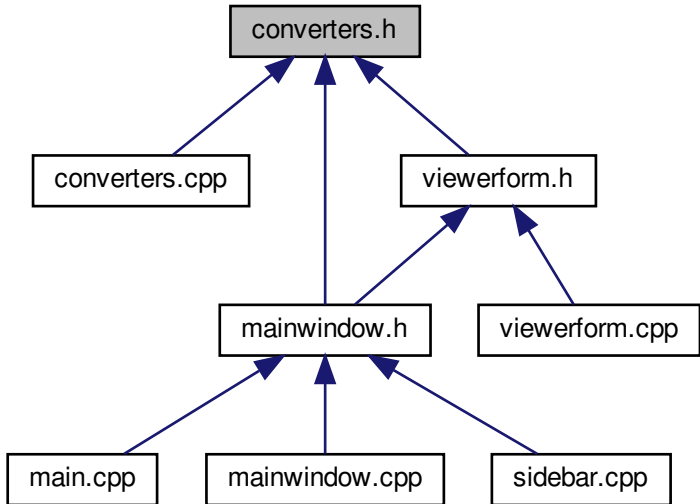 converters.h
converters.cpp
viewerform.h
mainwindow.h
viewerform.cpp
main.cpp
mainwindow.cpp
sidebar.cpp